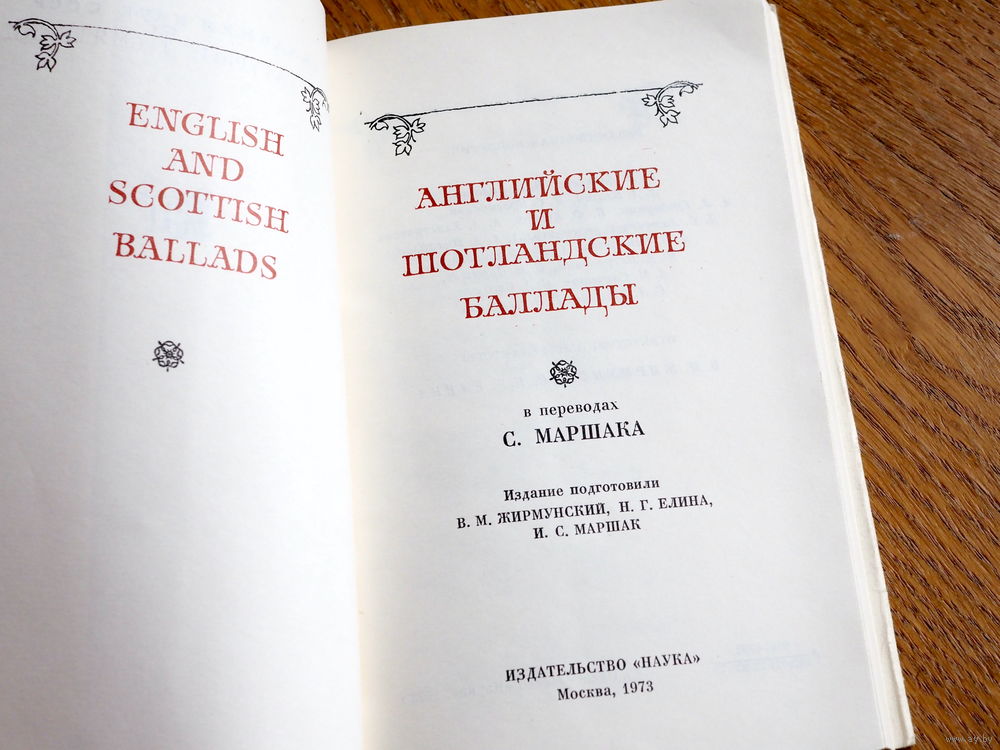 ENGLISH
AND
SCOTTISH
BALLADS
АНГЛИЙСКИЕ
И
ШОТЛАНДСКИЕ
БАЛЛАДЫ
в переводах
С. МАРШАКА
Издание подготовили
В. М. ЖИРМУНСКИЙ, Н. Г. ЕЛИНА,
И. С. МАРШАК
ИЗДАТЕЛЬСТВО «НАУКА»
Москва, 1973